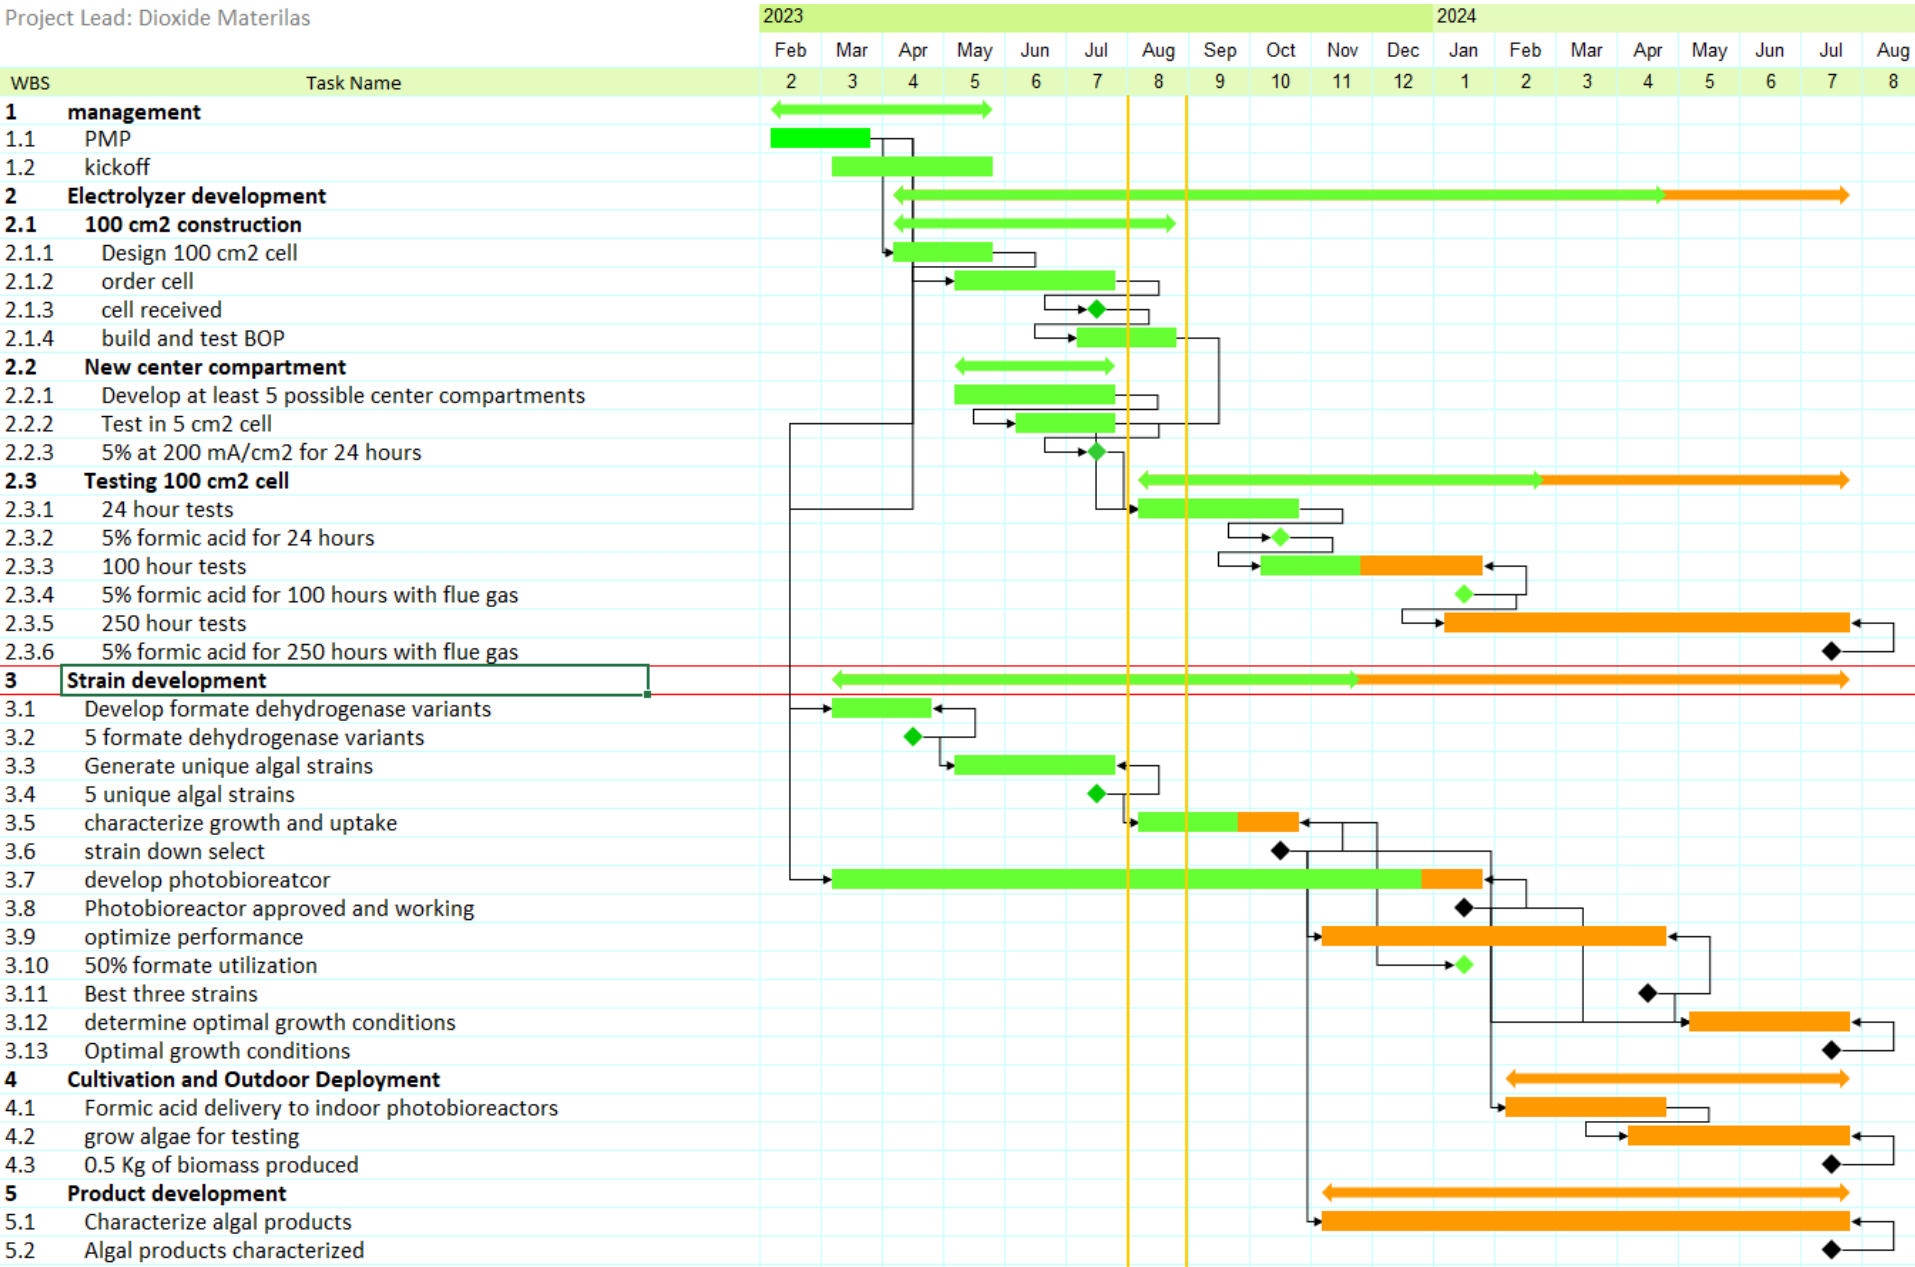 Project Lead: Dioxide Materilas
2023 2024
Feb Mar Apr May Jun Jul Aug Sep Oct Nov Dec Jan Feb Mar Apr May Jun Jul Aug
WBS Task Name 2 3 4 5 6 7 8 9 10 11 12 1 2 3 4 5 6 7 8
1 management
1.1 PMP
1.2 kickoff
2 Electrolyzer development
2.1 100 cm2 construction
2.1.1 Design 100 cm2 cell
2.1.2 order cell
2.1.3 cell received
2.1.4 build and test BOP
2.2 New center compartment
2.2.1 Develop at least 5 possible center compartments
2.2.2 Test in 5 cm2 cell
2.2.3 5% at 200 mA/cm2 for 24 hours
2.3 Testing 100 cm2 cell
2.3.1 24 hour tests
2.3.2 5% formic acid for 24 hours
2.3.3 100 hour tests
2.3.4 5% formic acid for 100 hours with flue gas
2.3.5 250 hour tests
2.3.6 5% formic acid for 250 hours with flue gas
3 Strain development
3.1 Develop formate dehydrogenase variants
3.2 5 formate dehydrogenase variants
3.3 Generate unique algal strains
3.4 5 unique algal strains
3.5 characterize growth and uptake
3.6 strain down select
3.7 develop photobioreatcor
3.8 Photobioreactor approved and working
3.9 optimize performance
3.10 50% formate utilization
3.11 Best three strains
3.12 determine optimal growth conditions
3.13 Optimal growth conditions
4 Cultivation and Outdoor Deployment
4.1 Formic acid delivery to indoor photobioreactors
4.2 grow algae for testing
4.3 0.5 Kg of biomass produced
5 Product development
5.1 Characterize algal products
5.2 Algal products characterized